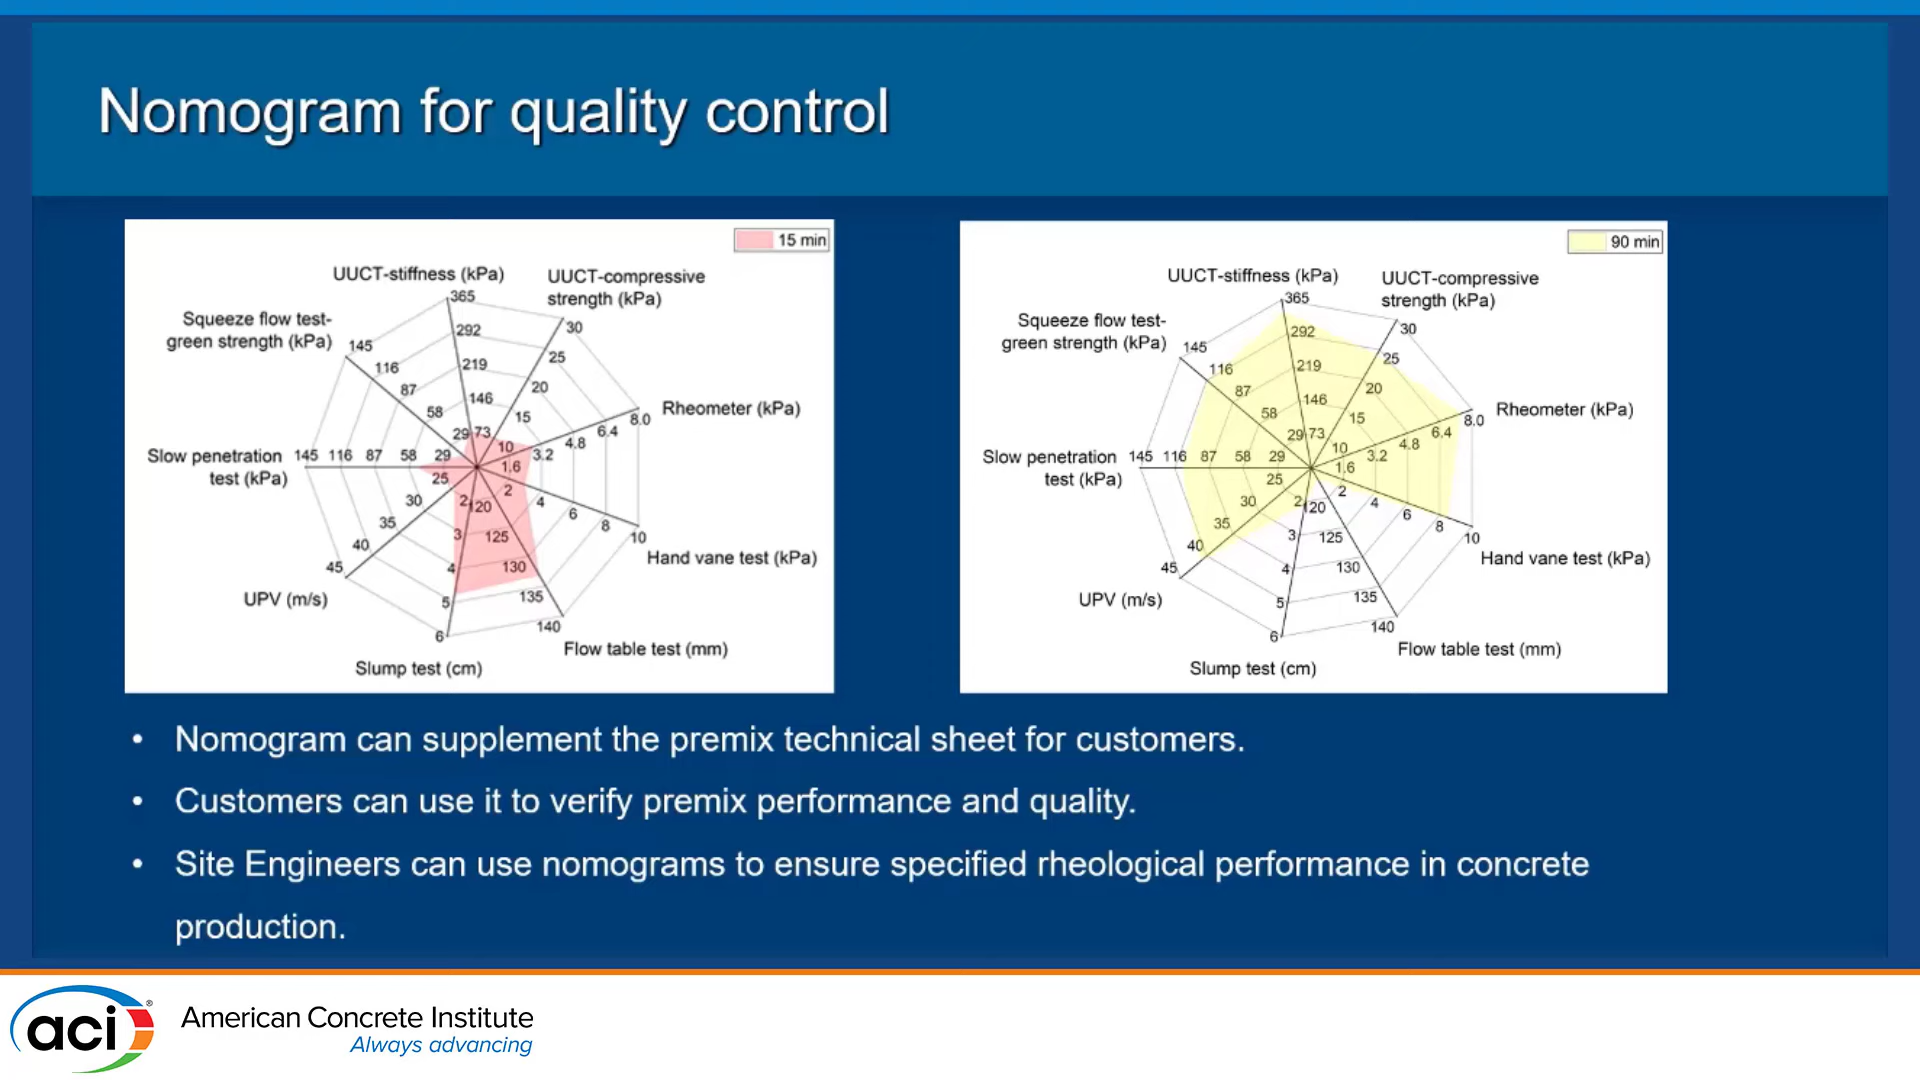 Nomogram for quality control
15 min
UUCT-stiffness (kPa)
UUCT-compressive
strength (kPa)
Squeeze flow test-
green strength (kPa)
Rheometer (kPa)
Slow penetration
test (kPa)
Hand vane test (kPa)
UPV (m/s)
Flow table test (mm)
Slump test (cm)
365
292
219
146
73
30
25
20
15
10
8.0
6.4
4.8
3.2
1.6
2
4
6
8
10
120
125
130
135
140
2
3
4
5
6
25
30
35
40
45
145 116 87 58 29
145
116
87
58
29
90 min
UUCT-stiffness (kPa)
UUCT-compressive
strength (kPa)
Squeeze flow test-
green strength (kPa)
Rheometer (kPa)
Slow penetration
test (kPa)
Hand vane test (kPa)
UPV (m/s)
Flow table test (mm)
Slump test (cm)
365
292
219
146
73
30
25
20
15
10
8.0
6.4
4.8
3.2
1.6
2
4
6
8
10
120
125
130
135
140
2
3
4
5
6
25
30
35
40
45
145 116 87 58 29
145
116
87
58
29
• Nomogram can supplement the premix technical sheet for customers.
• Customers can use it to verify premix performance and quality.
• Site Engineers can use nomograms to ensure specified rheological performance in concrete
production.
aci®
American Concrete Institute
Always advancing